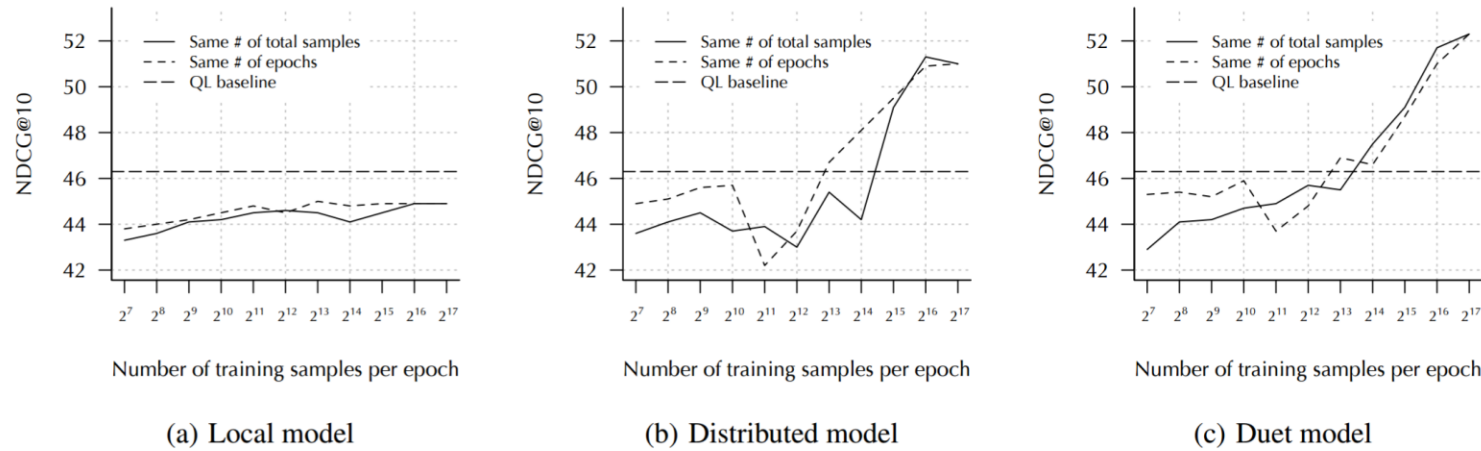 NDCG@10
52
50
48
46
44
42
Same # of total samples
Same # of epochs
QL baseline
2⁷ 2⁸ 2⁹ 2¹⁰ 2¹¹ 2¹² 2¹³ 2¹⁴ 2¹⁵ 2¹⁶ 2¹⁷
Number of training samples per epoch
(a) Local model
NDCG@10
52
50
48
46
44
42
Same # of total samples
Same # of epochs
QL baseline
2⁷ 2⁸ 2⁹ 2¹⁰ 2¹¹ 2¹² 2¹³ 2¹⁴ 2¹⁵ 2¹⁶ 2¹⁷
Number of training samples per epoch
(b) Distributed model
NDCG@10
52
50
48
46
44
42
Same # of total samples
Same # of epochs
QL baseline
2⁷ 2⁸ 2⁹ 2¹⁰ 2¹¹ 2¹² 2¹³ 2¹⁴ 2¹⁵ 2¹⁶ 2¹⁷
Number of training samples per epoch
(c) Duet model